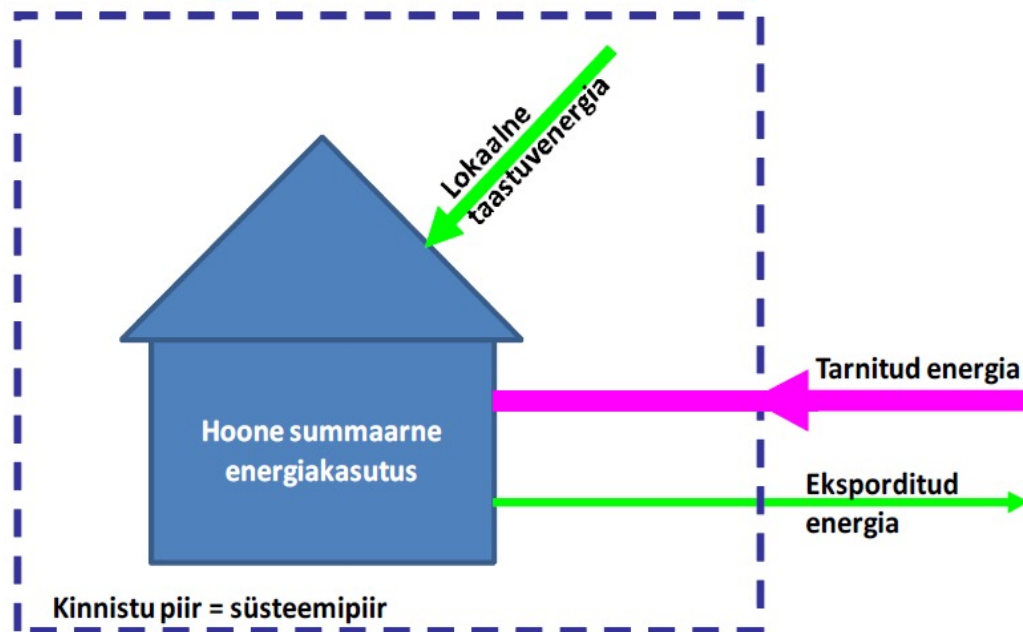 Lokaalne
taastuvenergia
Tarnitud energia
Hoone summaarne
energiakasutus
Eksporditud
energia
Kinnistu piir = süsteemipiir